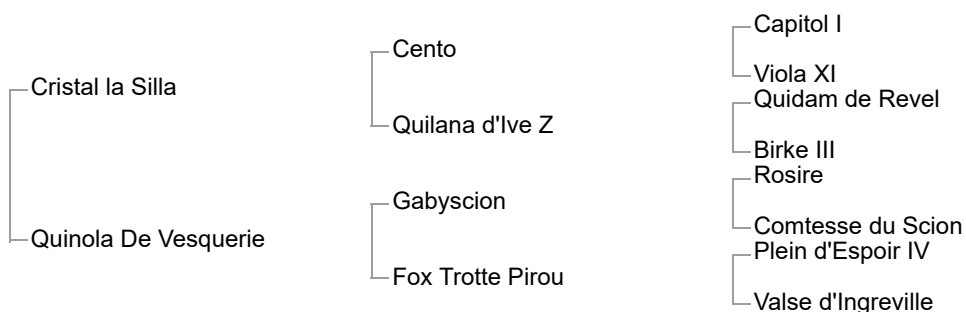 Capitol I
Cento
Viola XI
Cristal la Silla
Quidam de Revel
Quilana d'Ive Z
Birke III
Rosire
Gabyscion
Comtesse du Scion
Quinola De Vesquerie
Plein d'Espoir IV
Fox Trotte Pirou
Valse d'Ingreville